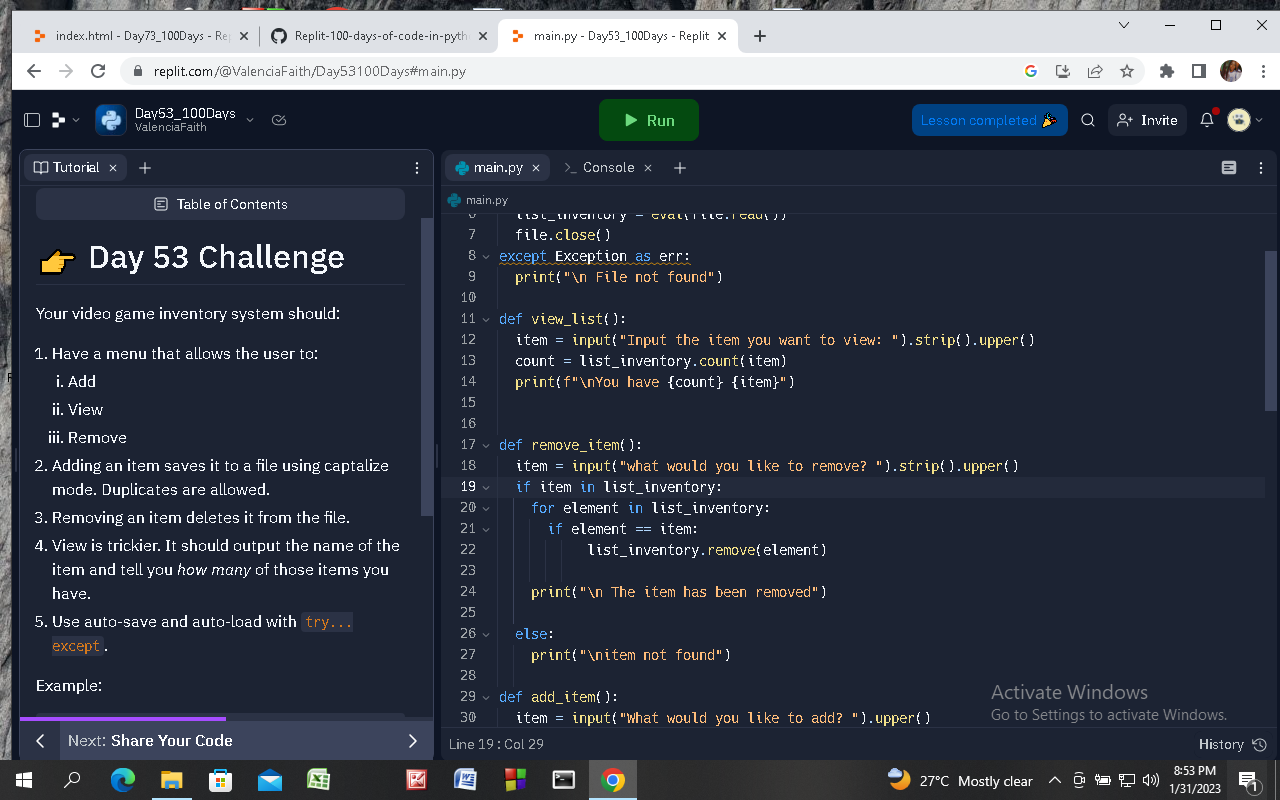 index.html - Day73_100Days - Re
Replit-100-days-of-code-in-pyth
main.py - Day53_100Days - Replit
replit.com/@ValenciaFaith/Day53100Days#main.py
Day53_100Days
ValenciaFaith
Run
Lesson completed 🎉
Invite
Tutorial
main.py
>_ Console
Table of Contents
main.py
👉 Day 53 Challenge
Your video game inventory system should:
1. Have a menu that allows the user to:
i. Add
ii. View
iii. Remove
2. Adding an item saves it to a file using captalize
mode. Duplicates are allowed.
3. Removing an item deletes it from the file.
4. View is trickier. It should output the name of the
item and tell you how many of those items you
have.
5. Use auto-save and auto-load with try...
except.
Example:
Next: Share Your Code
6 list_inventory = eval(file.read())
7 file.close()
8 except Exception as err:
9 print("\n File not found")
10
11 def view_list():
12 item = input("Input the item you want to view: ").strip().upper()
13 count = list_inventory.count(item)
14 print(f"\nYou have {count} {item}")
15
16
17 def remove_item():
18 item = input("what would you like to remove? ").strip().upper()
19 if item in list_inventory:
20 for element in list_inventory:
21 if element == item:
22 list_inventory.remove(element)
23
24 print("\n The item has been removed")
25
26 else:
27 print("\nitem not found")
28
29 def add_item():
30 item = input("What would you like to add? ").upper()
Activate Windows
Go to Settings to activate Windows.
Line 19 : Col 29
History
27°C Mostly clear
8:53 PM
1/31/2023
1